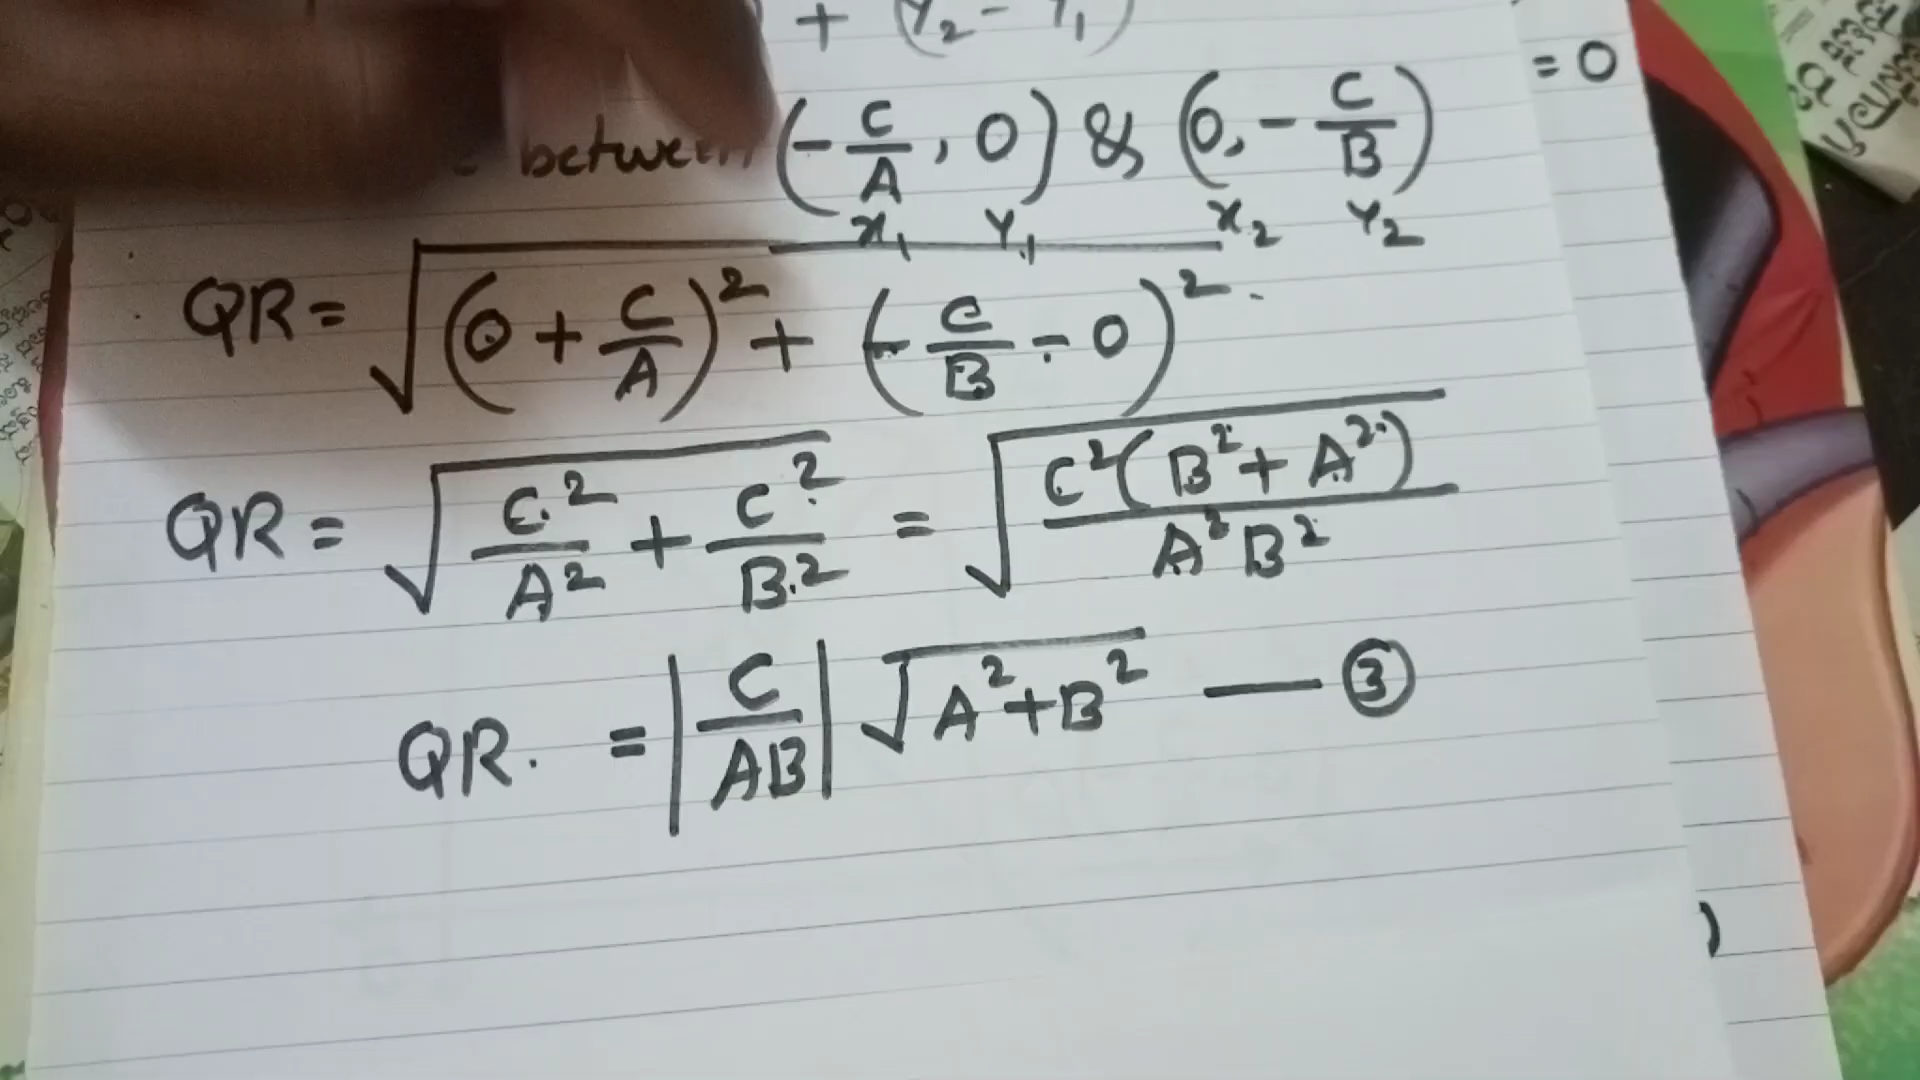 + (Y₂ - Y₁)
= 0
between (-C/A, 0) & (0, -C/B)
x₁ Y₁ x₂ Y₂
QR = √((0 + C/A)² + (-C/B - 0)²)
QR = √(C²/A² + C²/B²) = √(C²(B² + A²)/A²B²)
QR. = |C/AB| √(A²+B²) — ③
)